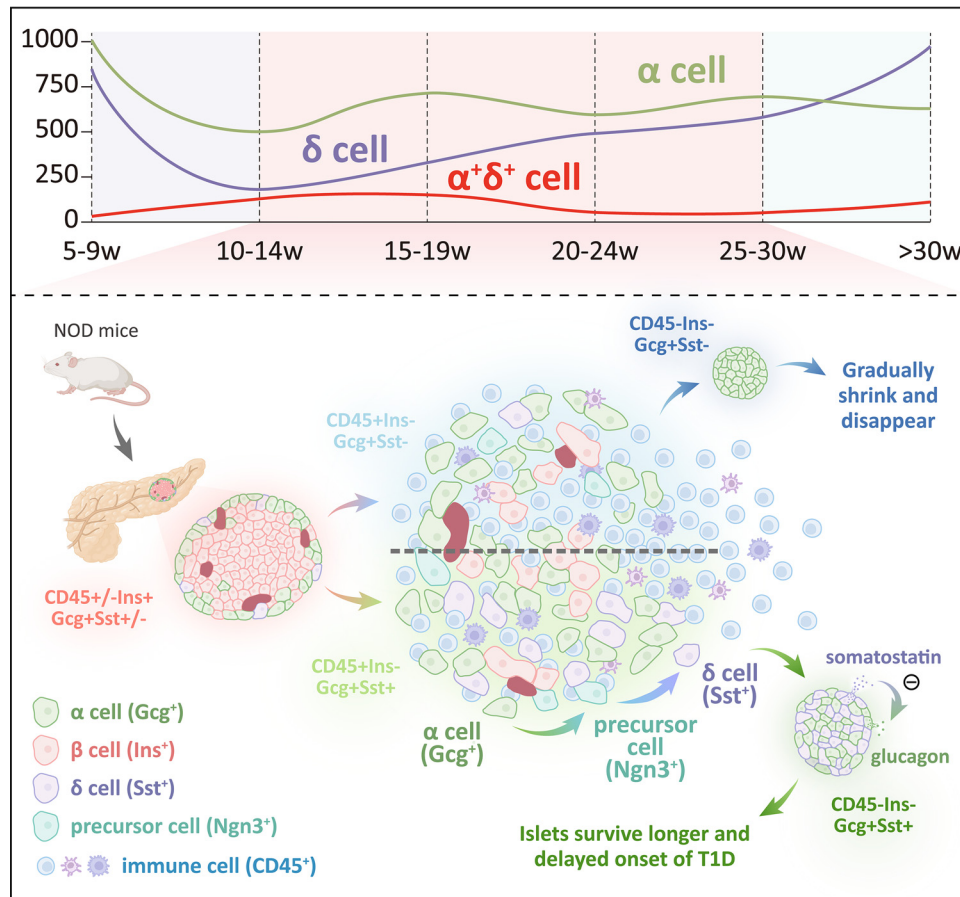 1000
750
500
250
0
α cell
δ cell
α⁺δ⁺ cell
5-9w
10-14w
15-19w
20-24w
25-30w
>30w
NOD mice
CD45+/-Ins+
Gcg+Sst+/-
CD45+Ins-
Gcg+Sst-
CD45-Ins-
Gcg+Sst-
Gradually
shrink and
disappear
CD45+Ins-
Gcg+Sst+
α cell
(Gcg⁺)
precursor
cell
(Ngn3⁺)
δ cell
(Sst⁺)
somatostatin
⊖
glucagon
CD45-Ins-
Gcg+Sst+
Islets survive longer and
delayed onset of T1D
α cell (Gcg⁺)
β cell (Ins⁺)
δ cell (Sst⁺)
precursor cell (Ngn3⁺)
immune cell (CD45⁺)